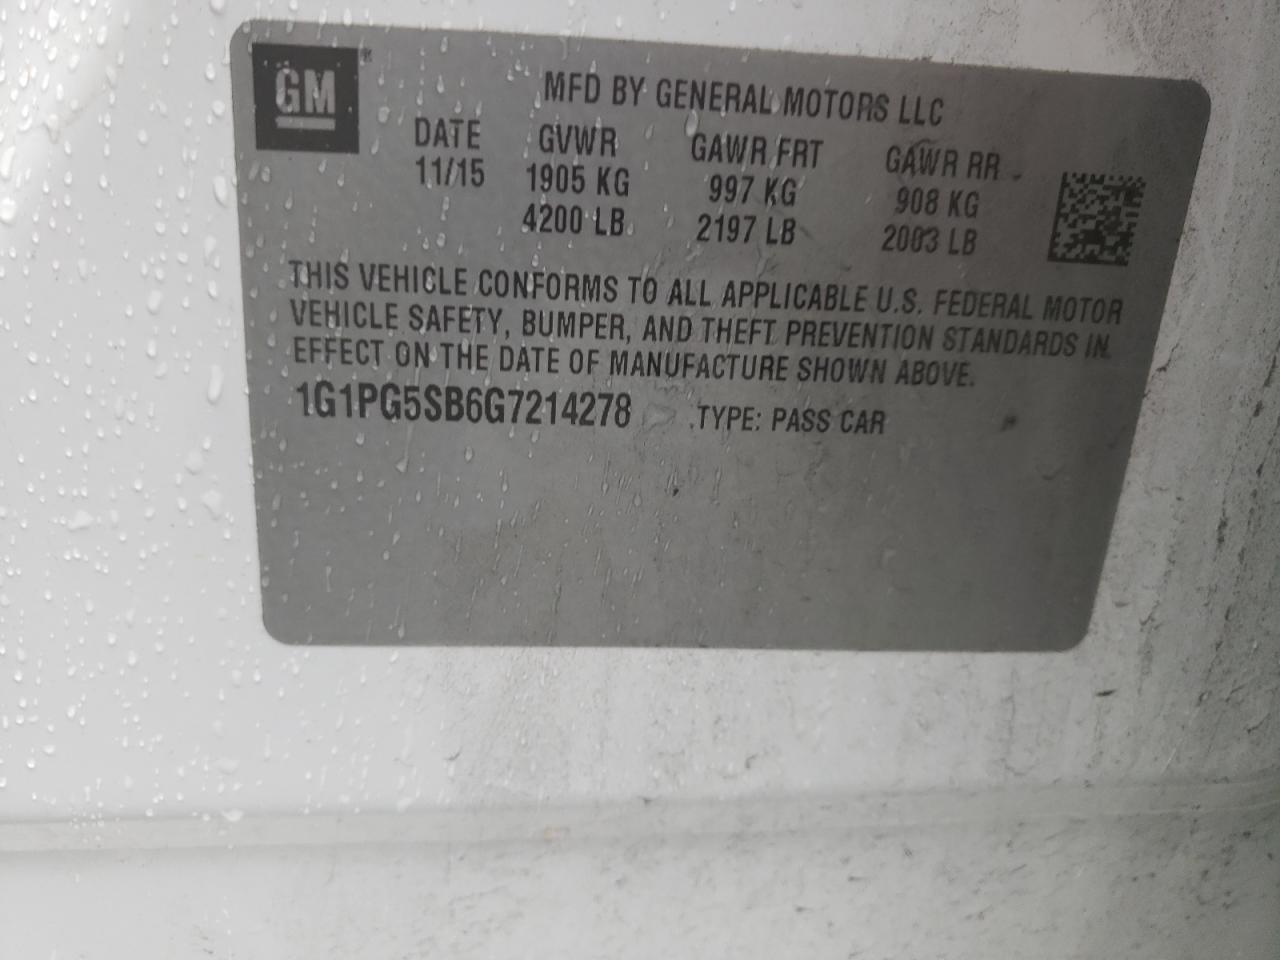 GM
MFD BY GENERAL MOTORS LLC
DATE GVWR GAWR FRT GAWR RR
11/15 1905 KG 997 KG 908 KG
4200 LB 2197 LB 2003 LB
THIS VEHICLE CONFORMS TO ALL APPLICABLE U.S. FEDERAL MOTOR
VEHICLE SAFETY, BUMPER, AND THEFT PREVENTION STANDARDS IN
EFFECT ON THE DATE OF MANUFACTURE SHOWN ABOVE.
1G1PG5SB6G7214278 TYPE: PASS CAR